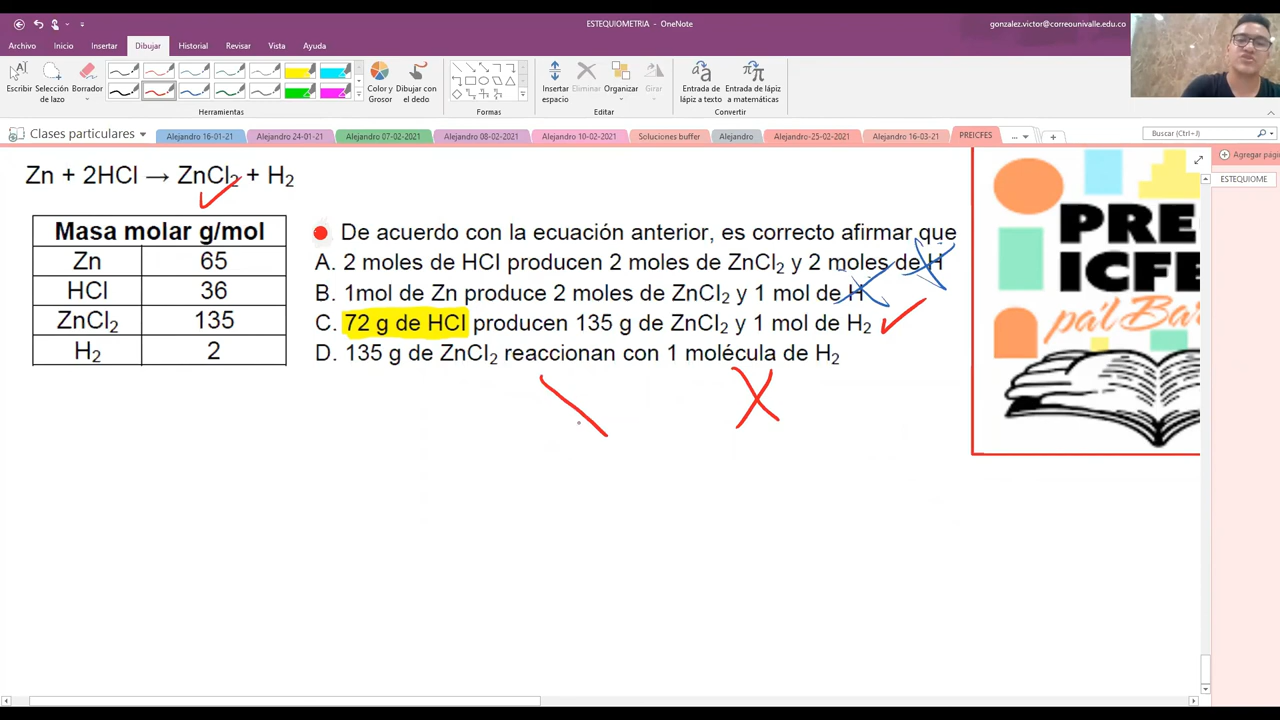 ESTEQUIOMETRIA - OneNote
gonzalez.victor@correounivalle.edu.co
Archivo Inicio Insertar Dibujar Historial Revisar Vista Ayuda
Escribir Selección de lazo Borrador Color y Grosor Dibujar con el dedo Insertar espacio Eliminar Organizar Girar Entrada de lápiz a texto Entrada de lápiz a matemáticas
Herramientas Formas Editar Convertir
Clases particulares Alejandro 16-01-21 Alejandro 24-01-21 Alejandro 07-02-2021 Alejandro 08-02-2021 Alejandro 10-02-2021 Soluciones buffer Alejandro Alejandro-25-02-2021 Alejandro 16-03-21 PREICFES ... Buscar (Ctrl+J)
Agregar págin
ESTEQUIOME
Zn + 2HCl → ZnCl₂ + H₂
Masa molar g/mol
Zn 65
HCl 36
ZnCl₂ 135
H₂ 2
De acuerdo con la ecuación anterior, es correcto afirmar que
A. 2 moles de HCl producen 2 moles de ZnCl₂ y 2 moles de H
B. 1mol de Zn produce 2 moles de ZnCl₂ y 1 mol de H
C. 72 g de HCl producen 135 g de ZnCl₂ y 1 mol de H₂
D. 135 g de ZnCl₂ reaccionan con 1 molécula de H₂
PRE
ICFE
pa'l Bar